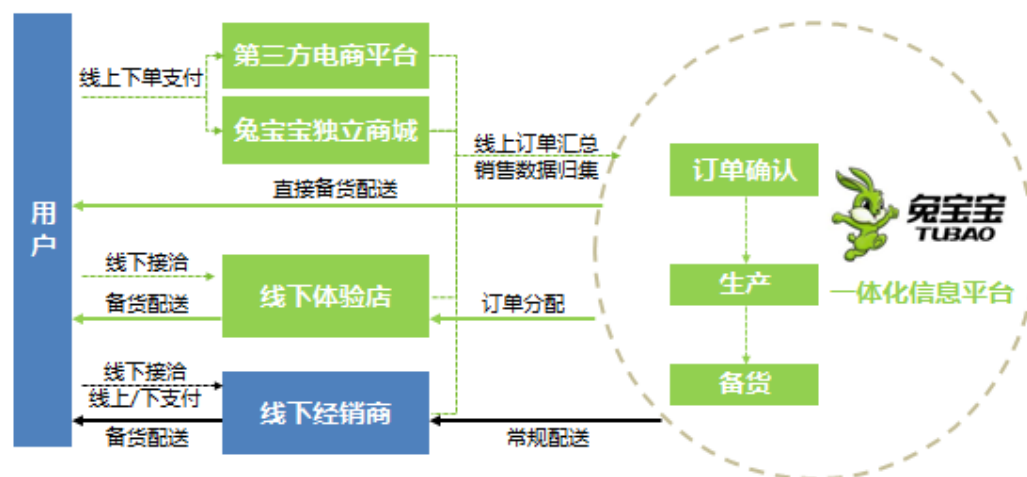 用户
线上下单支付
第三方电商平台
兔宝宝独立商城
线上订单汇总
销售数据归集
直接备货配送
线下接洽
备货配送
线下体验店
订单分配
线下接洽
线上/下支付
备货配送
线下经销商
常规配送
订单确认
生产
备货
兔宝宝
TUBAO
一体化信息平台